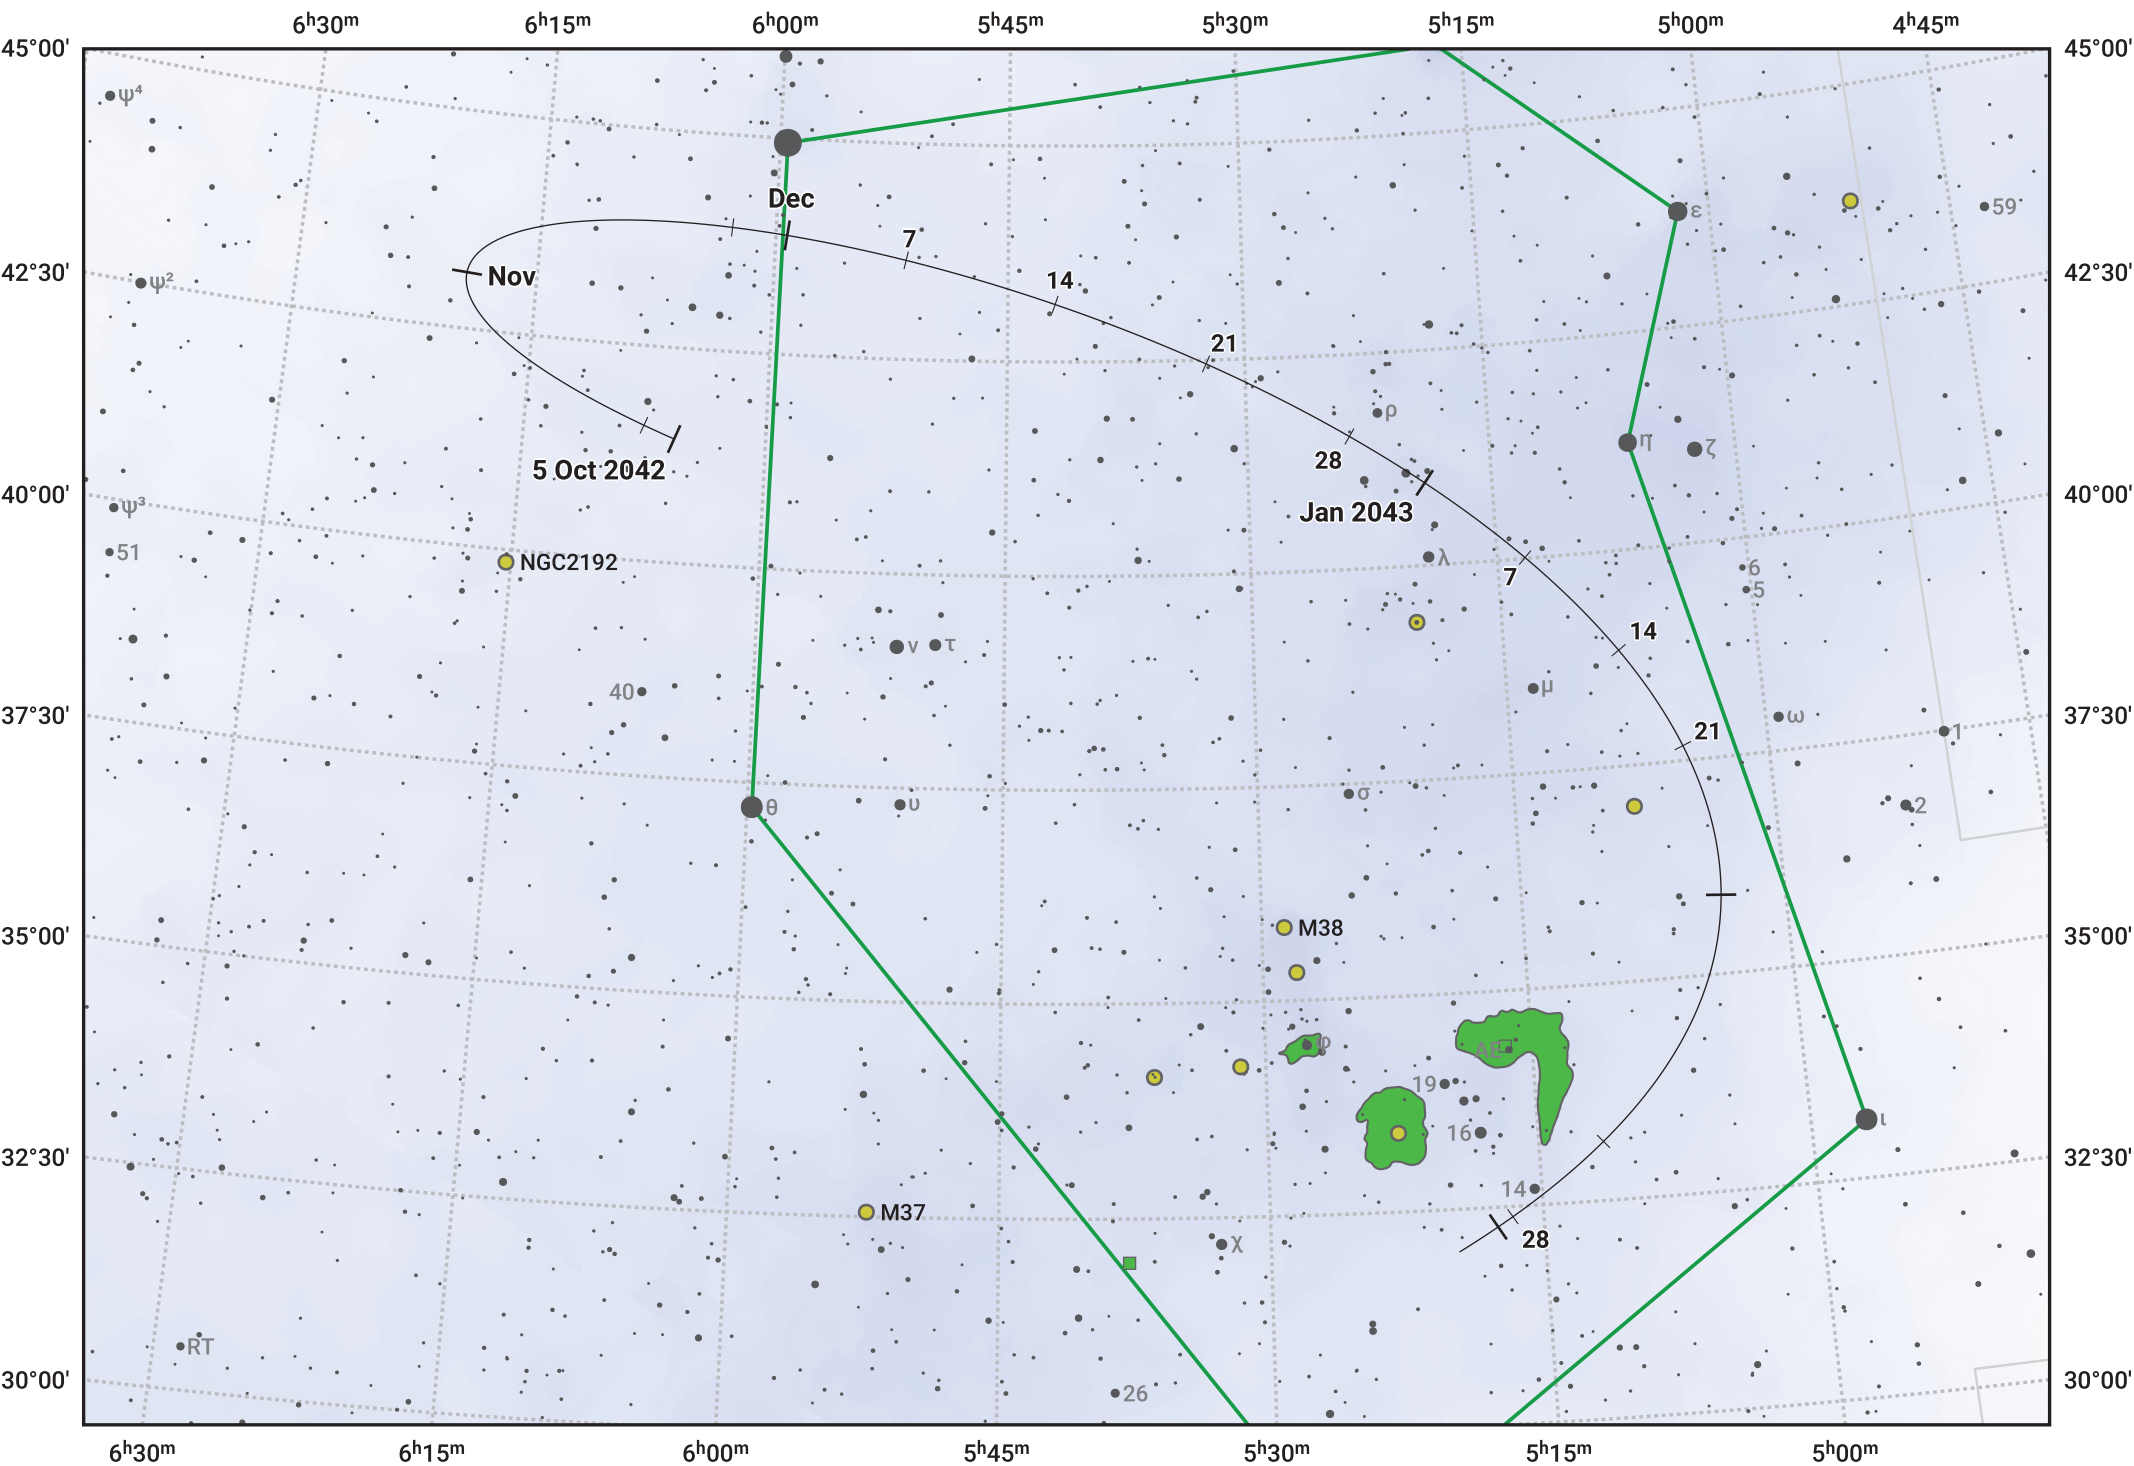 6ʰ30ᵐ 6ʰ15ᵐ 6ʰ00ᵐ 5ʰ45ᵐ 5ʰ30ᵐ 5ʰ15ᵐ 5ʰ00ᵐ 4ʰ45ᵐ
45°00' 45°00'
ψ⁴
Dec
59
ε
7
42°30' Nov 42°30'
ψ²
14
21
ρ
η ζ
28
5 Oct 2042
40°00' 40°00'
ψ³
Jan 2043
51
NGC2192 λ 6
7
5
14
ν τ
40 μ
37°30' ω 37°30'
21 1
σ
θ υ 2
M38
35°00' 35°00'
φ AE
19
ι
16
32°30' 32°30'
14
M37
χ 28
RT
30°00' 30°00'
26
6ʰ30ᵐ 6ʰ15ᵐ 6ʰ00ᵐ 5ʰ45ᵐ 5ʰ30ᵐ 5ʰ15ᵐ 5ʰ00ᵐ